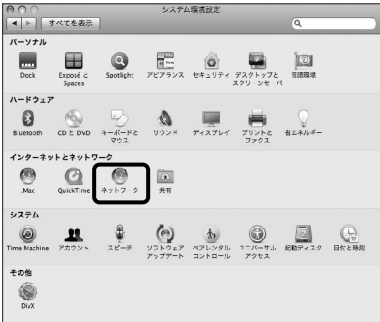 システム環境設定
すべてを表示
パーソナル
Dock
Exposé と
Spaces
Spotlight
アピアランス
セキュリティ
デスクトップと
スクリーンセーバ
言語環境
ハードウェア
Bluetooth
CD と DVD
キーボードと
マウス
サウンド
ディスプレイ
プリントと
ファクス
省エネルギー
インターネットとネットワーク
.Mac
QuickTime
ネットワーク
共有
システム
Time Machine
アカウント
スピーチ
ソフトウェア
アップデート
ペアレンタル
コントロール
ユニバーサル
アクセス
起動ディスク
日付と時刻
その他
DivX